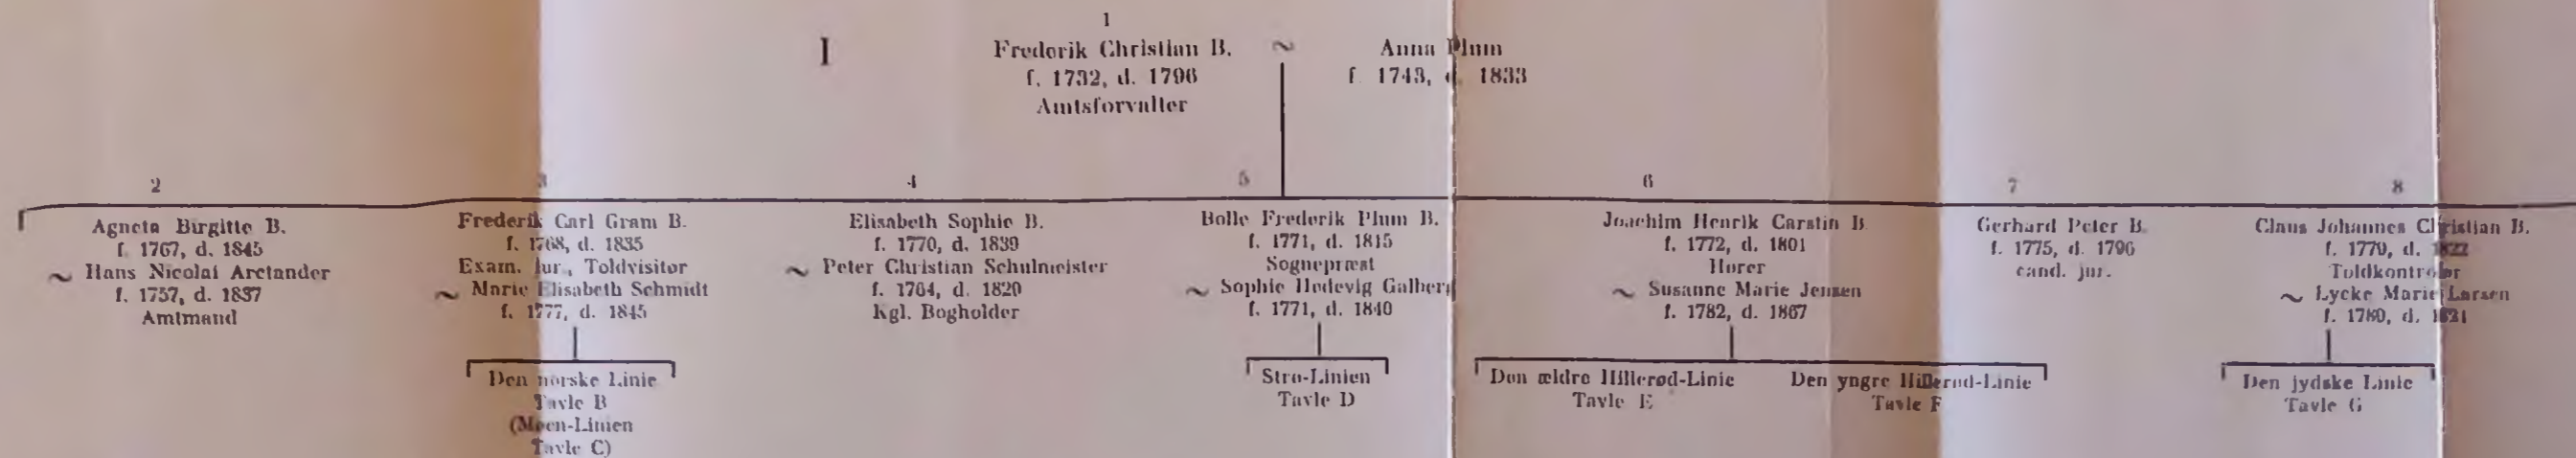 1
I
Frederik Christian B. ~ Anna Plum
f. 1732, d. 1796
f. 1743, d. 1833
Amtsforvalter
2
Agneta Birgitte B.
f. 1767, d. 1845
~ Hans Nicolai Arctander
f. 1757, d. 1837
Amtmand
3
Frederik Carl Gram B.
f. 1768, d. 1835
Exam. jur., Toldvisitør
~ Marie Elisabeth Schmidt
f. 1777, d. 1845
Den norske Linie
Tavle B
(Møen-Linien
Tavle C)
4
Elisabeth Sophie B.
f. 1770, d. 1839
~ Peter Christian Schulmeister
f. 1764, d. 1820
Kgl. Bogholder
5
Bolle Frederik Plum B.
f. 1771, d. 1815
Sognepræst
~ Sophie Hedevig Galberg
f. 1771, d. 1840
Strø-Linien
Tavle D
6
Joachim Henrik Carstin B.
f. 1772, d. 1801
Hører
~ Susanne Marie Jensen
f. 1782, d. 1867
Den ældre Hillerød-Linie
Tavle E
Den yngre Hillerød-Linie
Tavle F
7
Gerhard Peter B.
f. 1775, d. 1796
cand. jur.
8
Claus Johannes Christian B.
f. 1779, d. 1822
Toldkontrolør
~ Lycke Marie Larsen
f. 1780, d. 1821
Den jydske Linie
Tavle G